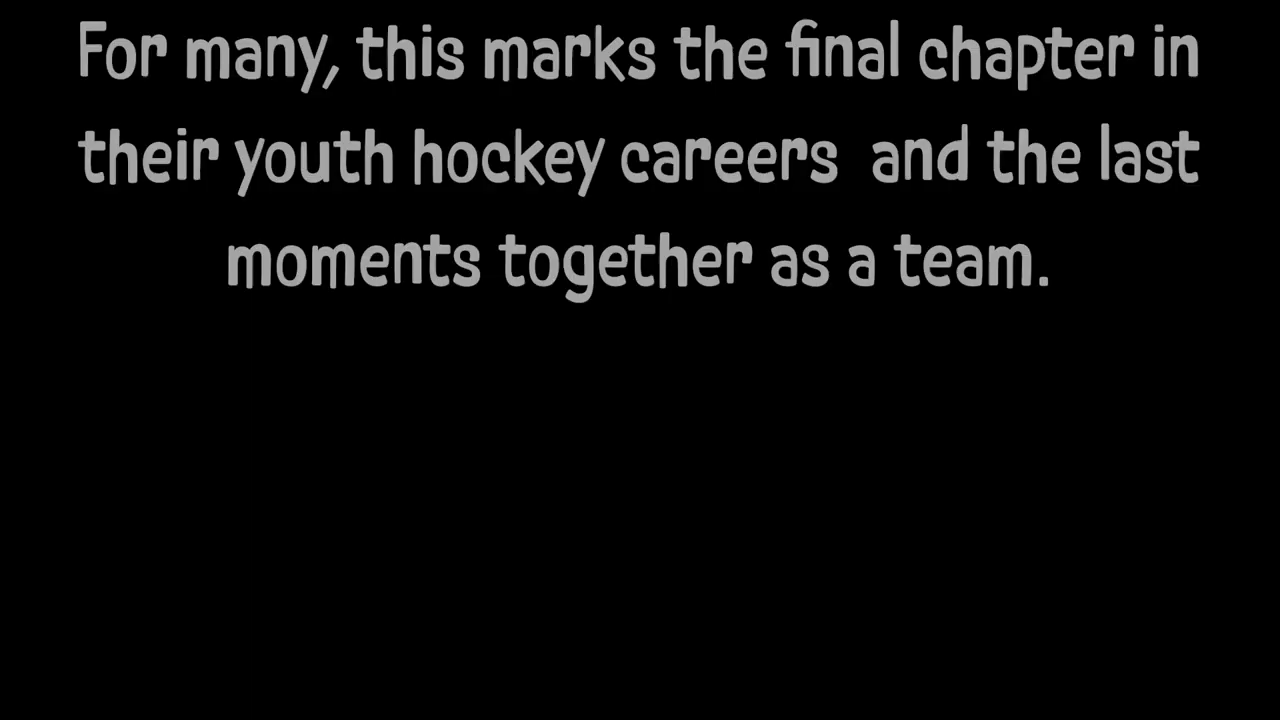 For many, this marks the final chapter in
their youth hockey careers  and the last
moments together as a team.